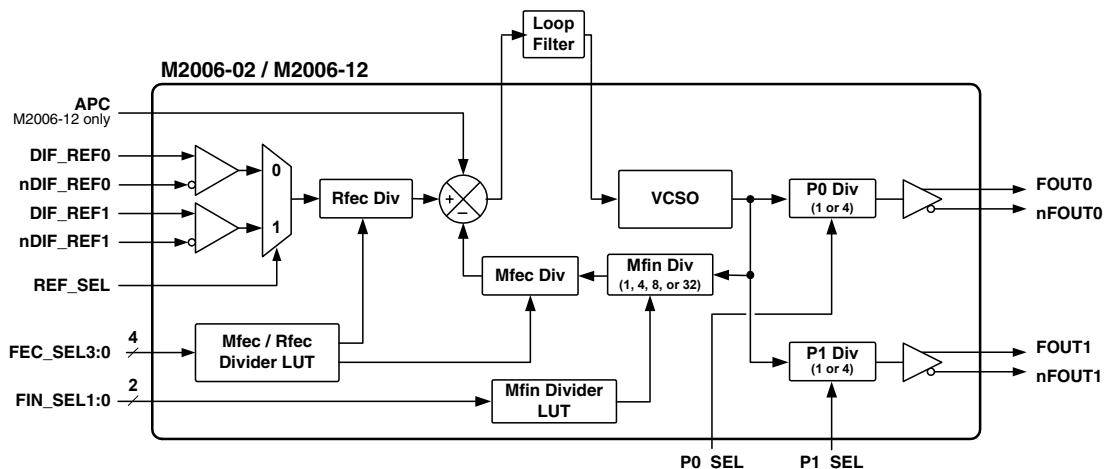 Loop
Filter
M2006-02 / M2006-12
APC
M2006-12 only
DIF_REF0
nDIF_REF0
DIF_REF1
nDIF_REF1
REF_SEL
0
1
Rfec Div
+
−
VCSO
P0 Div
(1 or 4)
FOUT0
nFOUT0
Mfec Div
Mfin Div
(1, 4, 8, or 32)
FEC_SEL3:0
4
Mfec / Rfec
Divider LUT
P1 Div
(1 or 4)
FOUT1
nFOUT1
FIN_SEL1:0
2
Mfin Divider
LUT
P0_SEL
P1_SEL